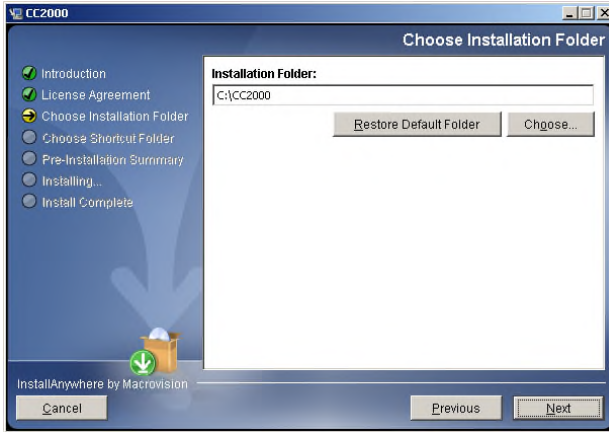 CC2000
Choose Installation Folder
Introduction
License Agreement
Choose Installation Folder
Choose Shortcut Folder
Pre-Installation Summary
Installing...
Install Complete
Installation Folder:
C:\CC2000
Restore Default Folder
Choose...
InstallAnywhere by Macrovision
Cancel
Previous
Next